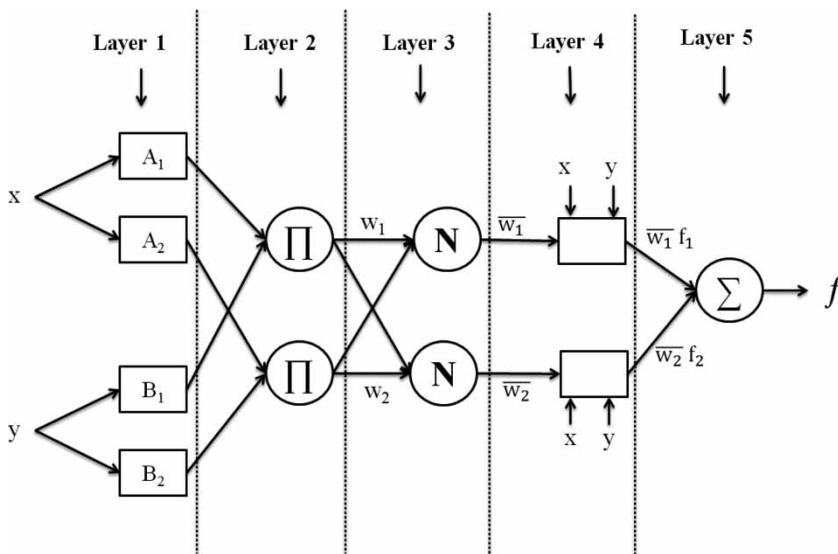 Layer 1 Layer 2 Layer 3 Layer 4 Layer 5
A₁
x y
x
w₁ w̅₁
A₂ ∏ N w̅₁ f₁
∑ f
∏ N w̅₂ f₂
B₁ w₂ w̅₂
y x y
B₂